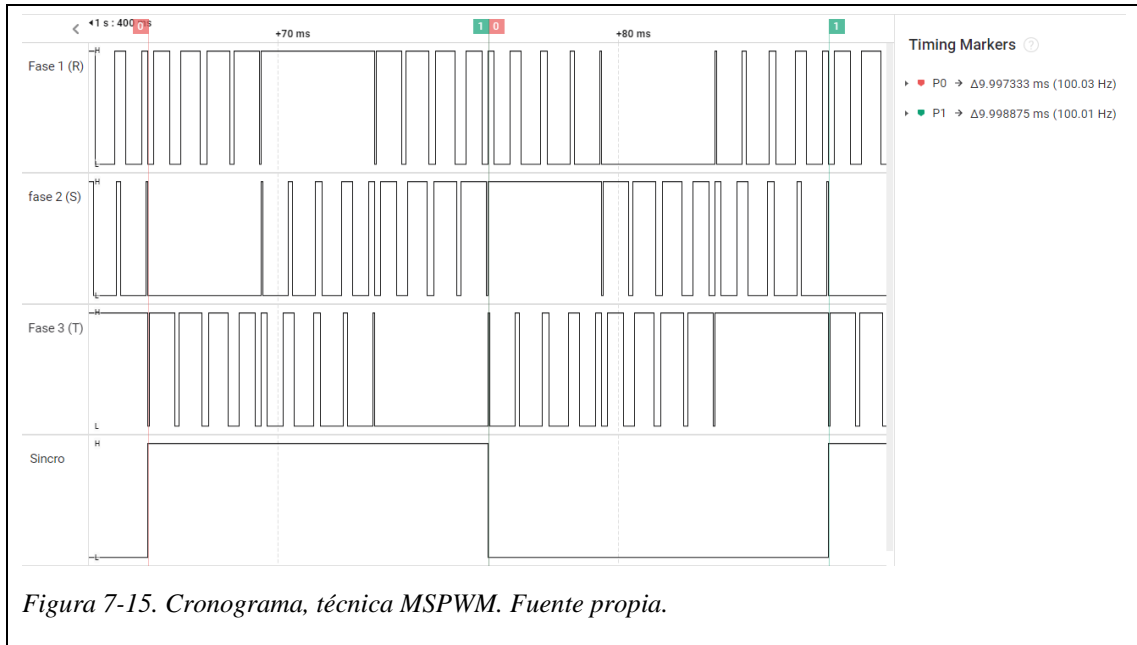 1 s : 400 ms
0
1 0
1
+70 ms
+80 ms
Timing Markers ?
P0 → Δ9.997333 ms (100.03 Hz)
P1 → Δ9.998875 ms (100.01 Hz)
H
Fase 1 (R)
L
H
fase 2 (S)
L
H
Fase 3 (T)
L
H
Sincro
L
Figura 7-15. Cronograma, técnica MSPWM. Fuente propia.